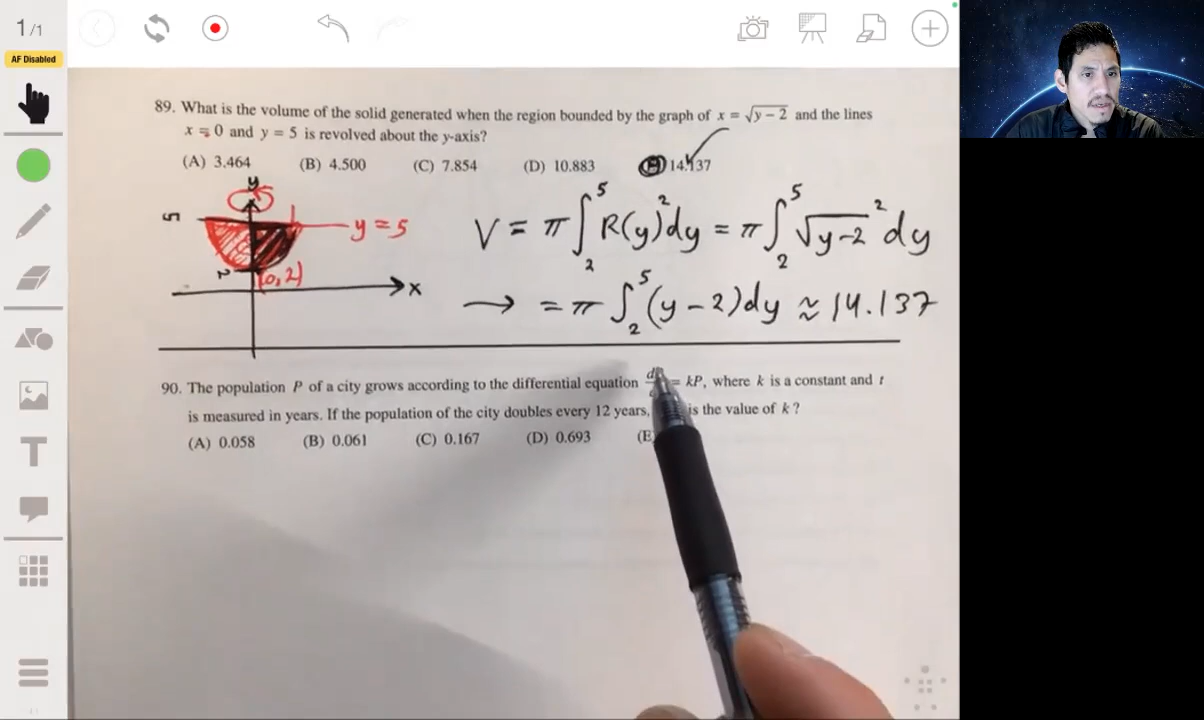 1/1
AF Disabled
89. What is the volume of the solid generated when the region bounded by the graph of x = √y − 2 and the lines
x = 0 and y = 5 is revolved about the y-axis?
(A) 3.464 (B) 4.500 (C) 7.854 (D) 10.883 (E) 14.137
y
5
y = 5
2
(0,2)
x
V = π ∫₂⁵ R(y)² dy = π ∫₂⁵ √y−2² dy
→ = π ∫₂⁵ (y − 2) dy ≈ 14.137
90. The population P of a city grows according to the differential equation = kP, where k is a constant and t
is measured in years. If the population of the city doubles every 12 years, is the value of k ?
(A) 0.058 (B) 0.061 (C) 0.167 (D) 0.693 (E)
T